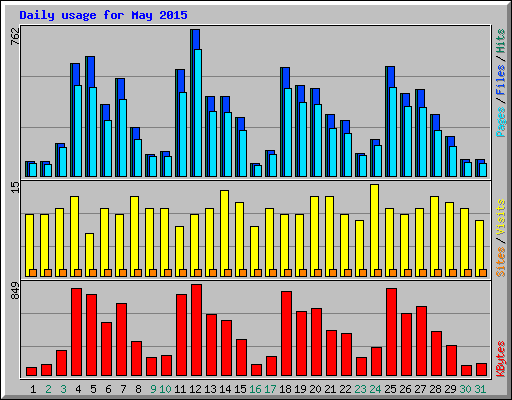 Daily usage for May 2015
762
Pages / Files / Hits
15
Sites / Visits
849
KBytes
1 2 3 4 5 6 7 8 9 10 11 12 13 14 15 16 17 18 19 20 21 22 23 24 25 26 27 28 29 30 31